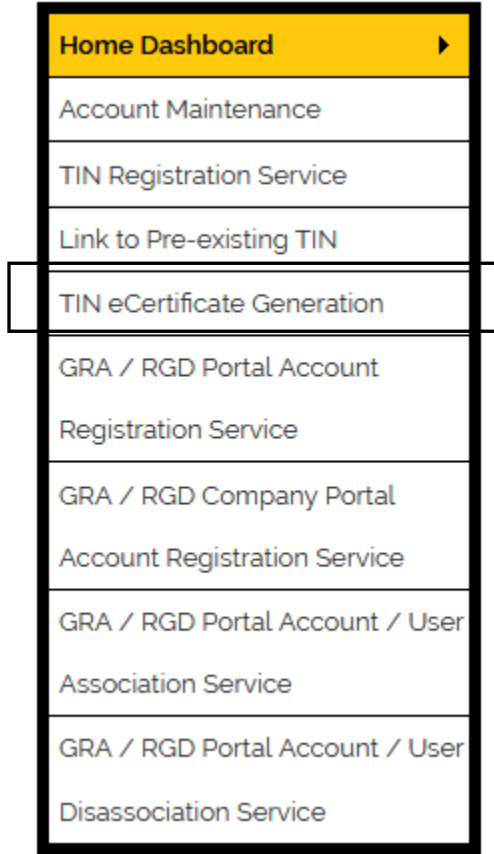 Home Dashboard
Account Maintenance
TIN Registration Service
Link to Pre-existing TIN
TIN eCertificate Generation
GRA / RGD Portal Account
Registration Service
GRA / RGD Company Portal
Account Registration Service
GRA / RGD Portal Account / User
Association Service
GRA / RGD Portal Account / User
Disassociation Service